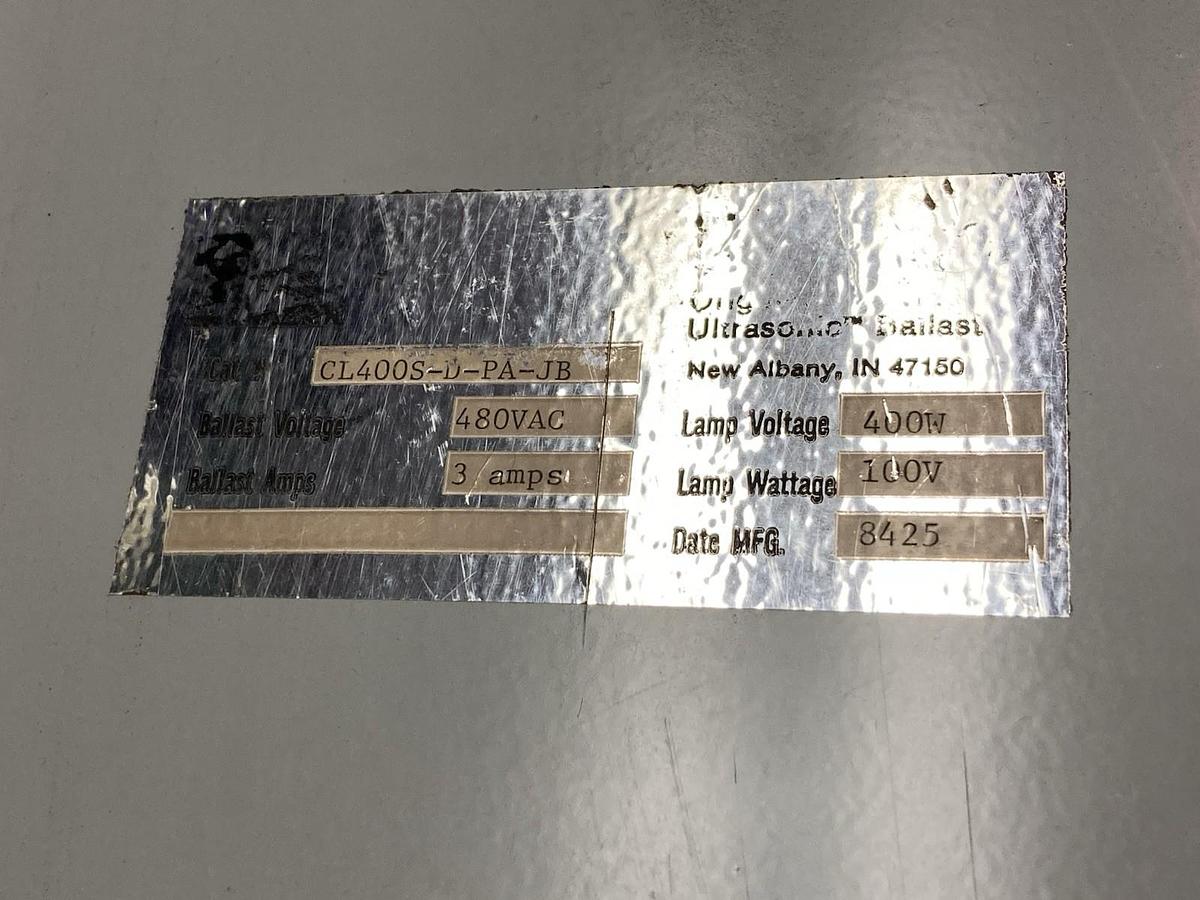 Ultrasonic™ Ballast
New Albany, IN 47150
Cat. # CL400S-D-PA-JB
Ballast Voltage 480VAC
Lamp Voltage 400W
Ballast Amps 3 amps
Lamp Wattage 100V
Date MFG. 8425